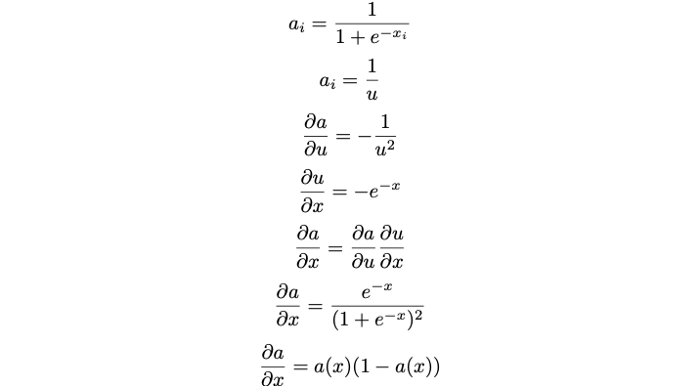 a_i = \frac{1}{1 + e^{-x_i}}
a_i = \frac{1}{u}
\frac{\partial a}{\partial u} = -\frac{1}{u^2}
\frac{\partial u}{\partial x} = -e^{-x}
\frac{\partial a}{\partial x} = \frac{\partial a}{\partial u} \frac{\partial u}{\partial x}
\frac{\partial a}{\partial x} = \frac{e^{-x}}{(1 + e^{-x})^2}
\frac{\partial a}{\partial x} = a(x)(1 - a(x))